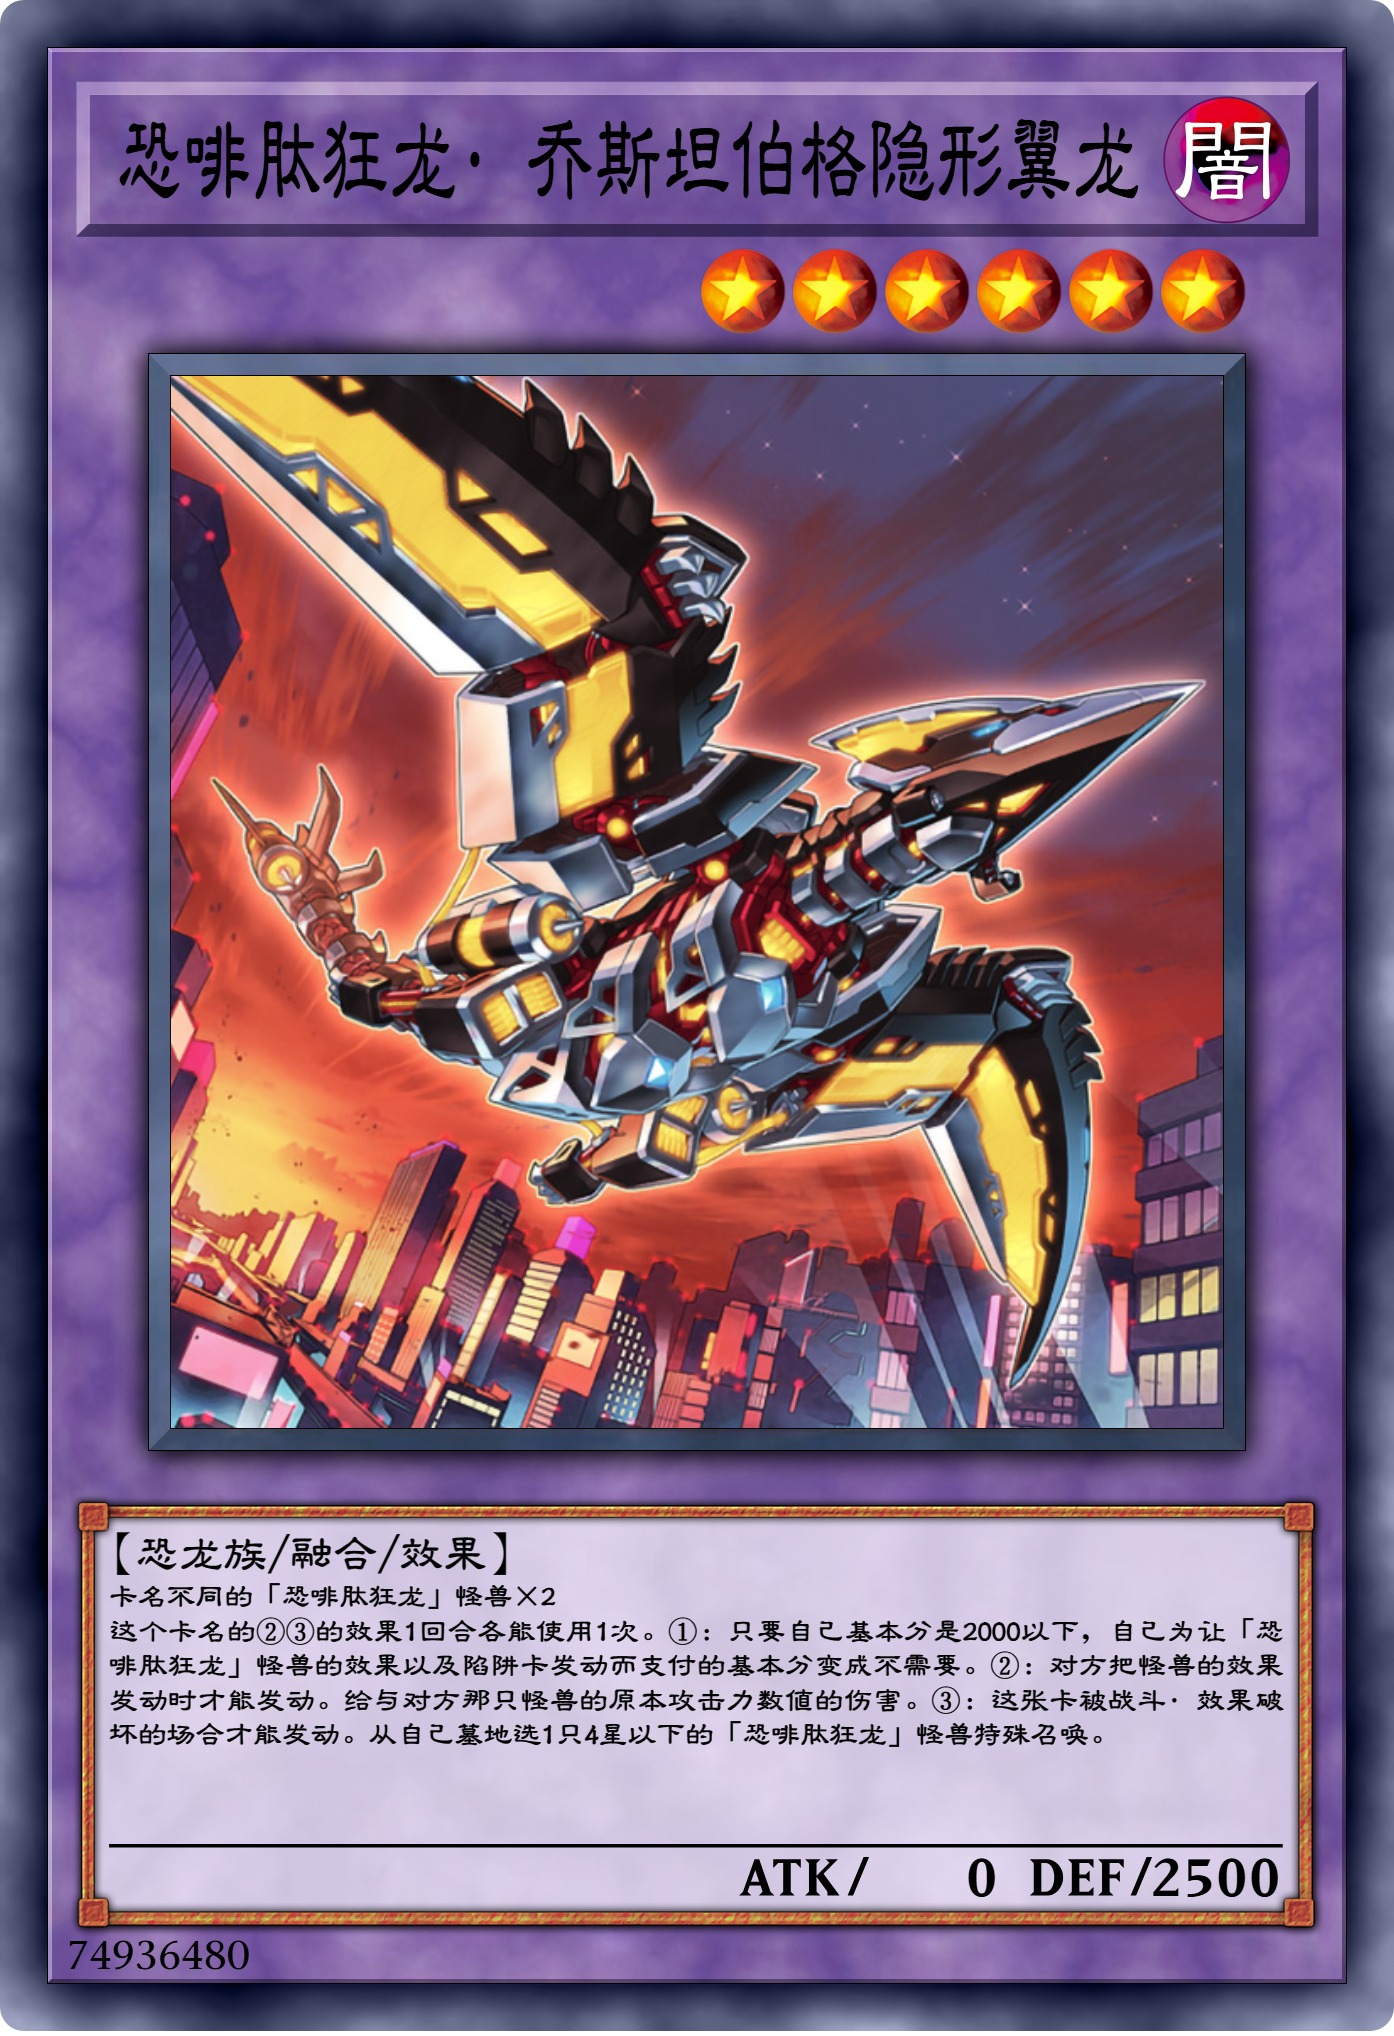 恐啡肽狂龙·乔斯坦伯格隐形翼龙
闇
【恐龙族/融合/效果】
卡名不同的「恐啡肽狂龙」怪兽×2
这个卡名的②③的效果1回合各能使用1次。①：只要自己基本分是2000以下，自己为让「恐
啡肽狂龙」怪兽的效果以及陷阱卡发动而支付的基本分变成不需要。②：对方把怪兽的效果
发动时才能发动。给与对方那只怪兽的原本攻击力数值的伤害。③：这张卡被战斗·效果破
坏的场合才能发动。从自己墓地选1只4星以下的「恐啡肽狂龙」怪兽特殊召唤。
ATK/ 0 DEF/2500
74936480